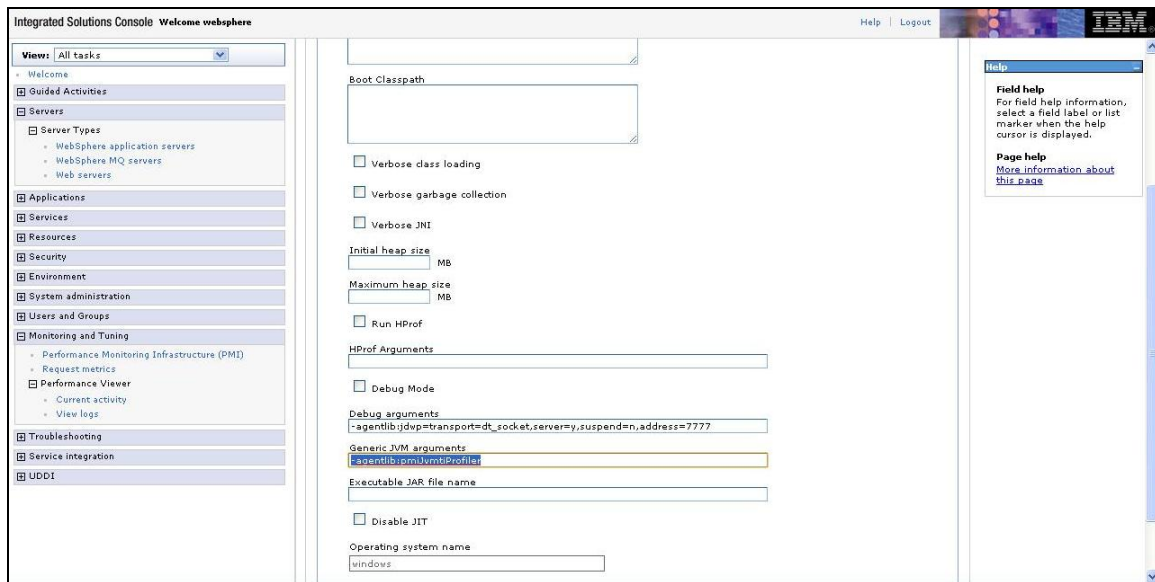 Integrated Solutions Console Welcome websphere
Help | Logout
IBM.
View: All tasks
Welcome
Guided Activities
Servers
Server Types
WebSphere application servers
WebSphere MQ servers
Web servers
Applications
Services
Resources
Security
Environment
System administration
Users and Groups
Monitoring and Tuning
Performance Monitoring Infrastructure (PMI)
Request metrics
Performance Viewer
Current activity
View logs
Troubleshooting
Service integration
UDDI
Boot Classpath
Verbose class loading
Verbose garbage collection
Verbose JNI
Initial heap size
MB
Maximum heap size
MB
Run HProf
HProf Arguments
Debug Mode
Debug arguments
-agentlib:jdwp=transport=dt_socket,server=y,suspend=n,address=7777
Generic JVM arguments
-agentlib:pmiJvmtiProfiler
Executable JAR file name
Disable JIT
Operating system name
windows
Help
Field help
For field help information,
select a field label or list
marker when the help
cursor is displayed.
Page help
More information about
this page